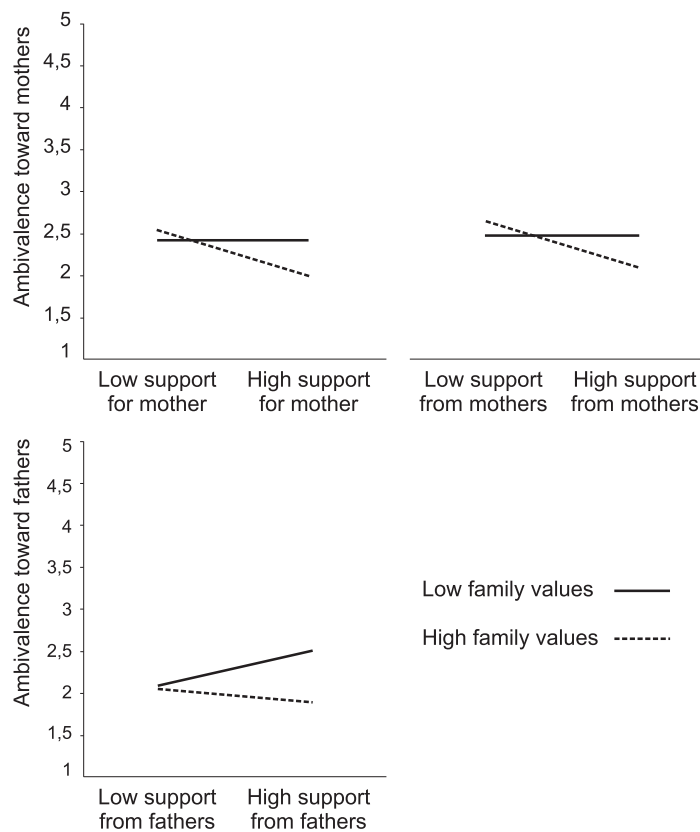 Ambivalence toward mothers
5
4,5
4
3,5
3
2,5
2
1,5
1
Low support
for mother
High support
for mother
Low support
from mothers
High support
from mothers
Ambivalence toward fathers
5
4,5
4
3,5
3
2,5
2
1,5
1
Low support
from fathers
High support
from fathers
Low family values
High family values